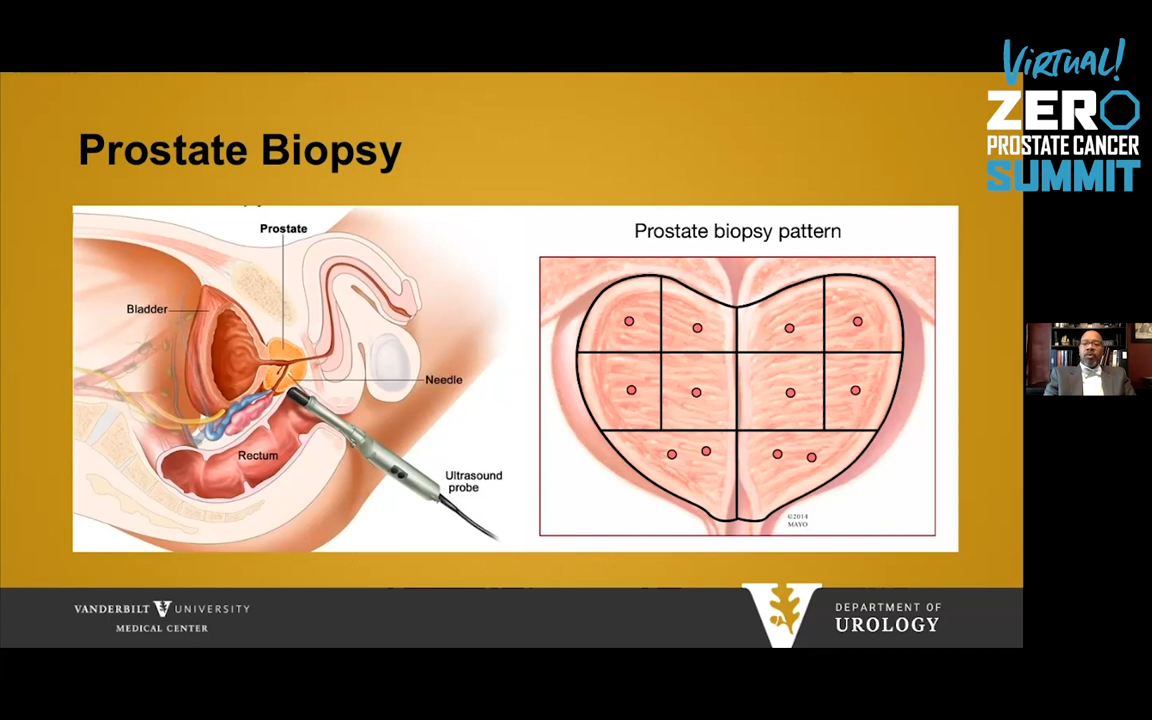 Virtual!
ZERO
PROSTATE CANCER
SUMMIT
Prostate Biopsy
Prostate
Bladder
Needle
Rectum
Ultrasound
probe
Prostate biopsy pattern
©2014
MAYO
VANDERBILT V UNIVERSITY
MEDICAL CENTER
V
DEPARTMENT OF
UROLOGY